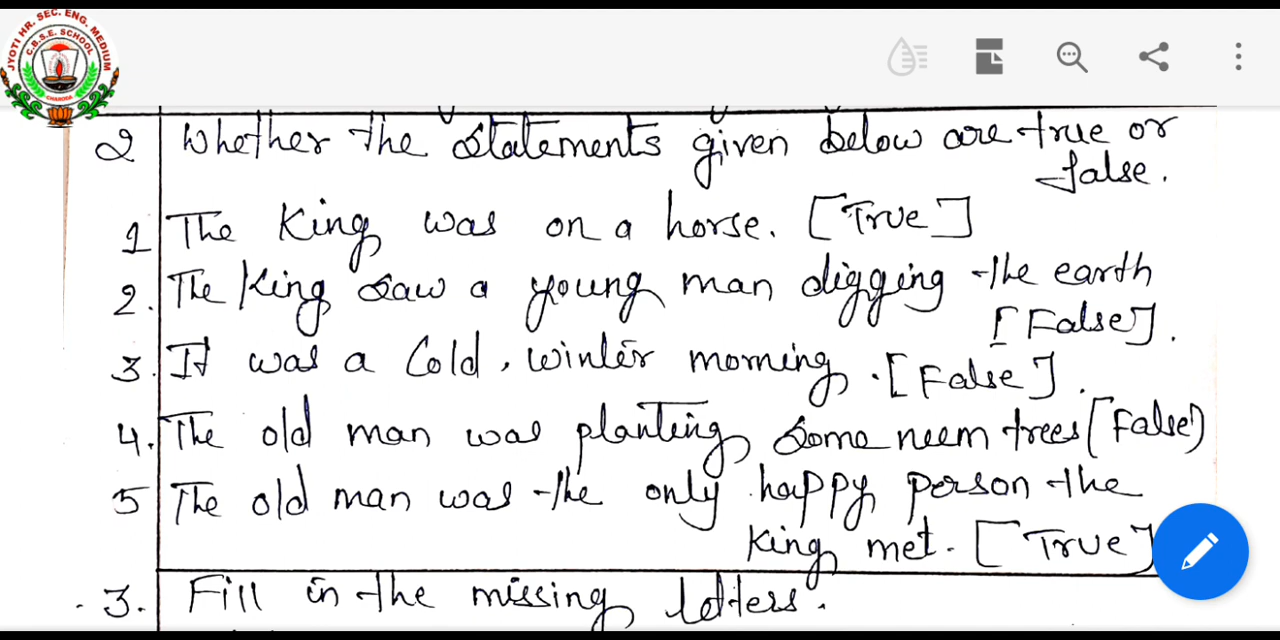 JYOTI HR. SEC. ENG. MEDIUM
C.B.S.E. SCHOOL
CHARODA
2 Whether the statements given below are true or
false.
1 The King was on a horse. [True]
2. The King saw a young man digging the earth
[False].
3. It was a Cold, winter morning. [False].
4. The old man was planting some neem trees (False)
5 The old man was the only happy person the
King met. [True]
3. Fill in the missing letters.